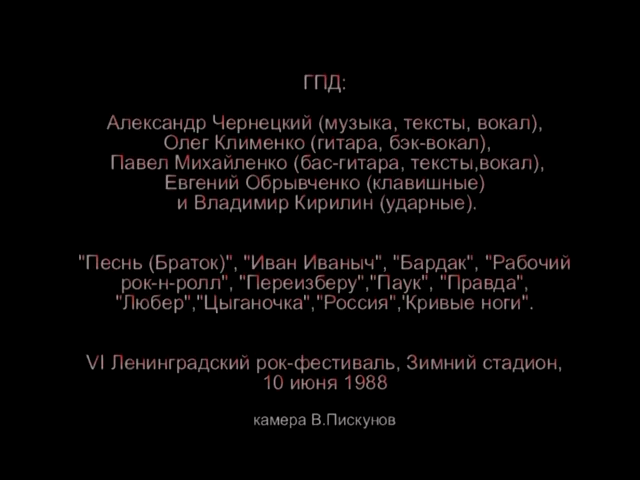 ГПД:
Александр Чернецкий (музыка, тексты, вокал),
Олег Клименко (гитара, бэк-вокал),
Павел Михайленко (бас-гитара, тексты,вокал),
Евгений Обрывченко (клавишные)
и Владимир Кирилин (ударные).
"Песнь (Браток)", "Иван Иваныч", "Бардак", "Рабочий
рок-н-ролл", "Переизберу","Паук", "Правда",
"Любер","Цыганочка","Россия",'Кривые ноги".
VI Ленинградский рок-фестиваль, Зимний стадион,
10 июня 1988
камера В.Пискунов